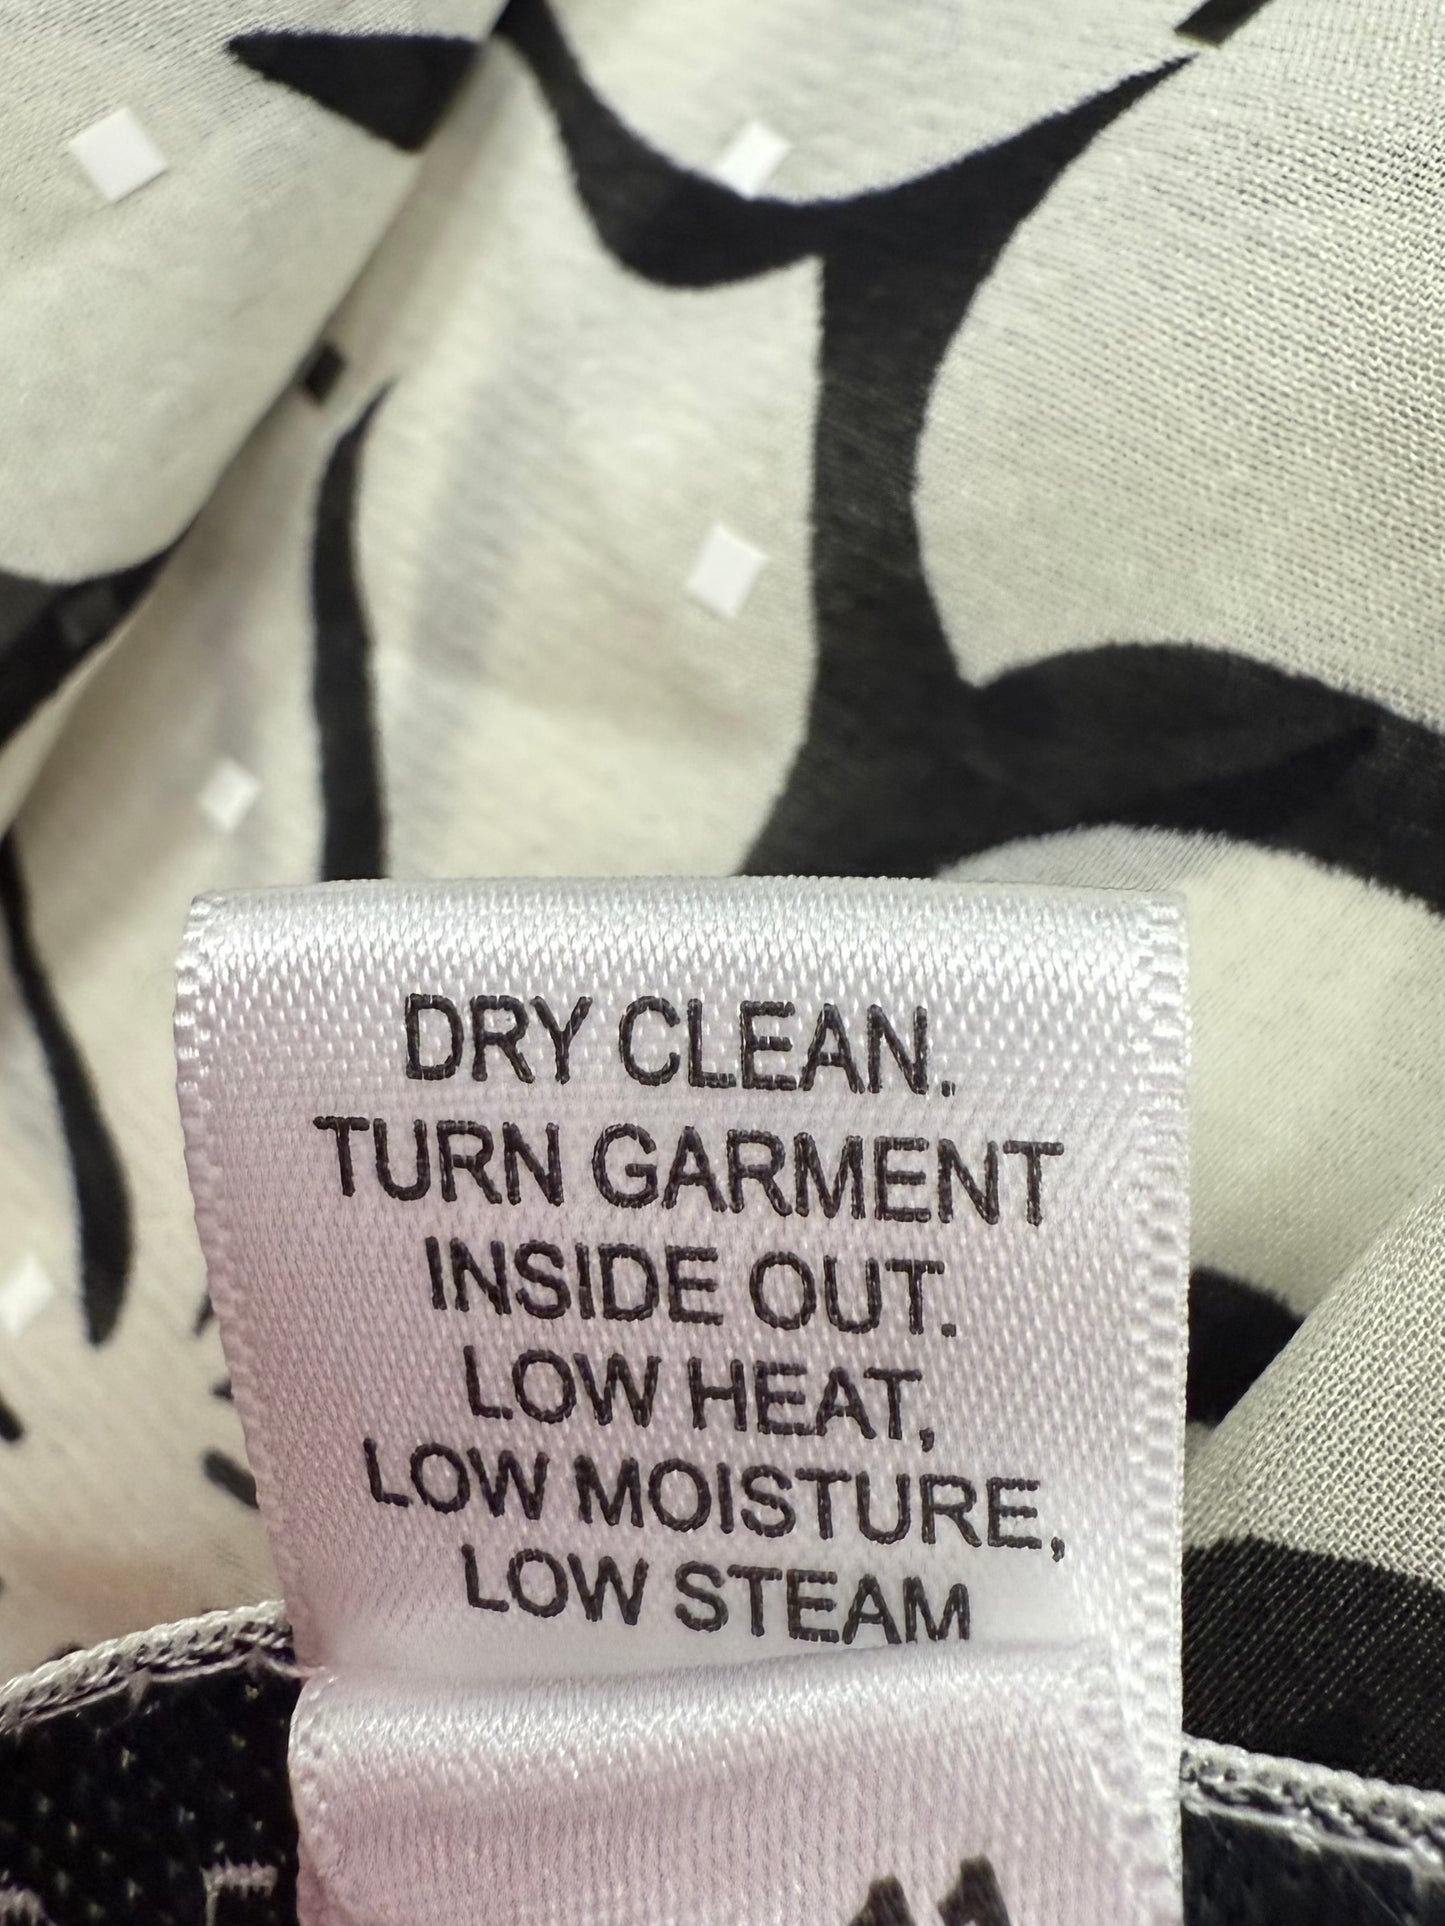 DRY CLEAN.
TURN GARMENT
INSIDE OUT.
LOW HEAT,
LOW MOISTURE,
LOW STEAM